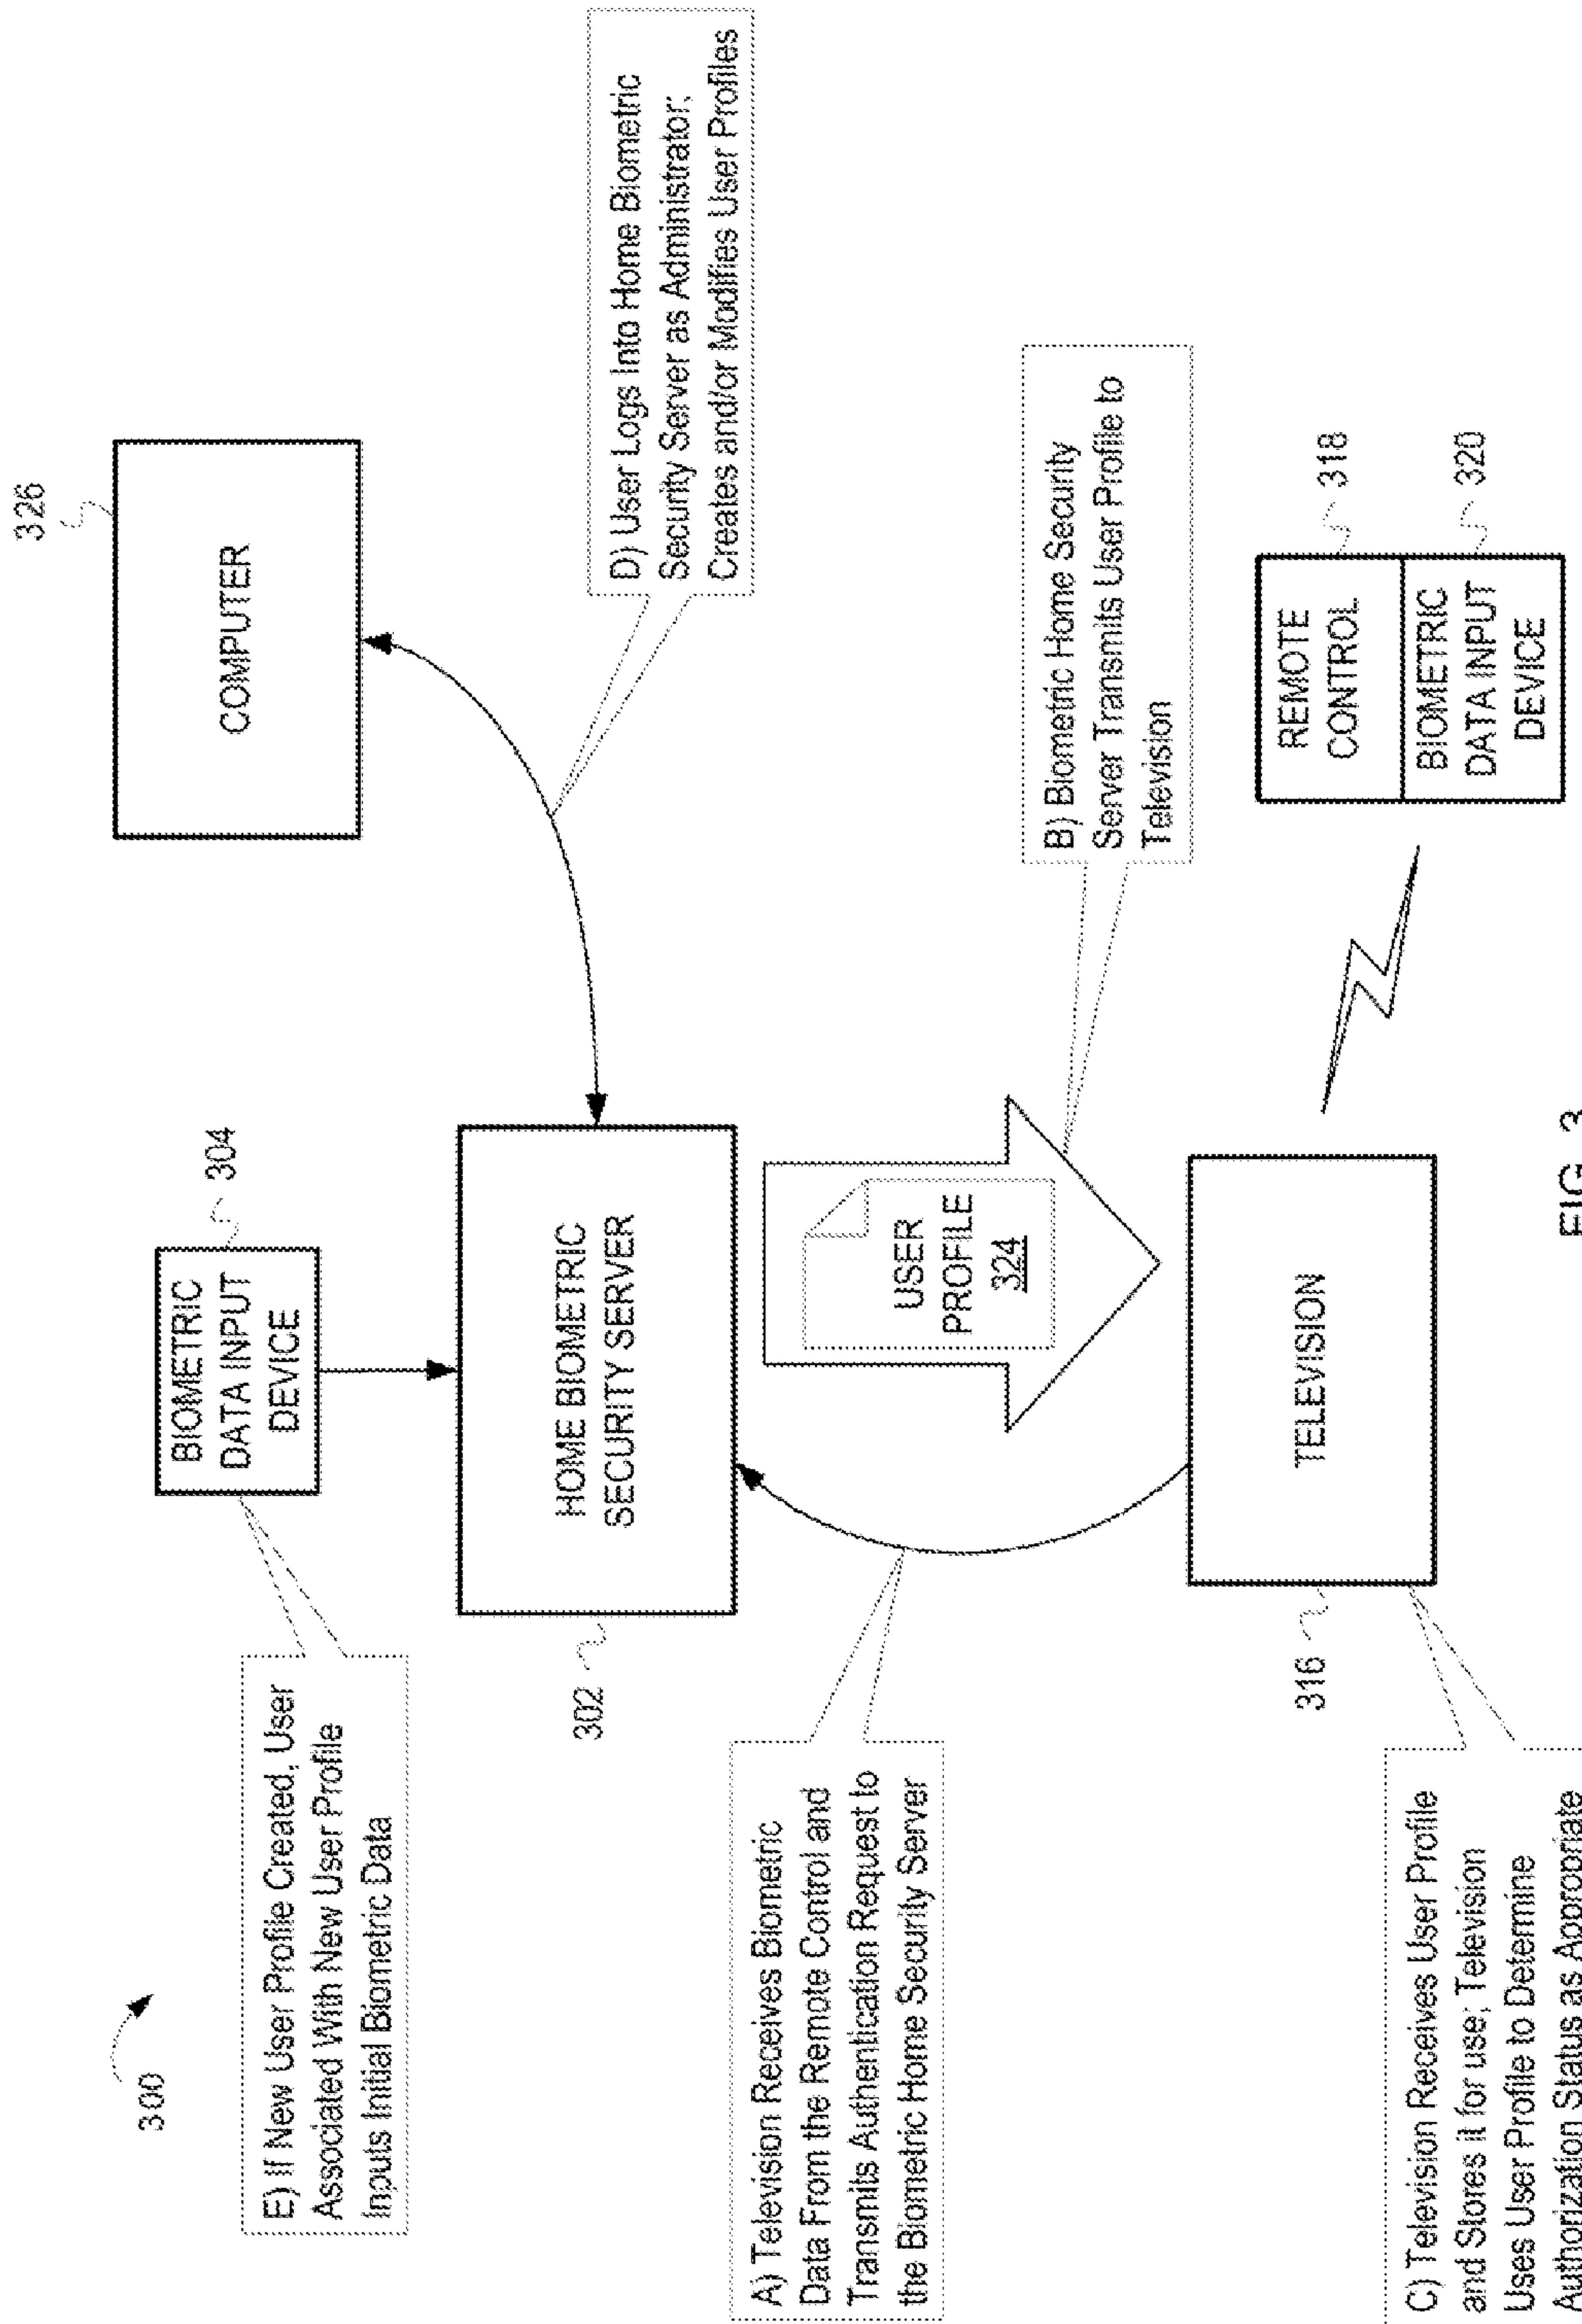 300
E) If New User Profile Created, User
Associated With New User Profile
Inputs Initial Biometric Data
BIOMETRIC
DATA INPUT
DEVICE
304
COMPUTER
326
HOME BIOMETRIC
SECURITY SERVER
302
D) User Logs Into Home Biometric
Security Server as Administrator;
Creates and/or Modifies User Profiles
A) Television Receives Biometric
Data From the Remote Control and
Transmits Authentication Request to
the Biometric Home Security Server
USER
PROFILE
324
B) Biometric Home Security
Server Transmits User Profile to
Television
C) Television Receives User Profile
and Stores it for use; Television
Uses User Profile to Determine
Authorization Status as Appropriate
316
TELEVISION
REMOTE
CONTROL
318
BIOMETRIC
DATA INPUT
DEVICE
320
FIG. 3